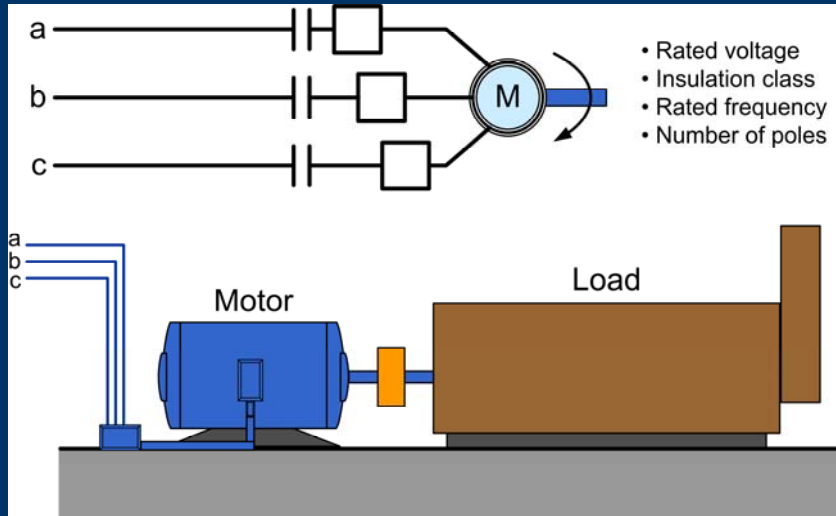 a
b
c
M
• Rated voltage
• Insulation class
• Rated frequency
• Number of poles
a
b
c
Motor
Load